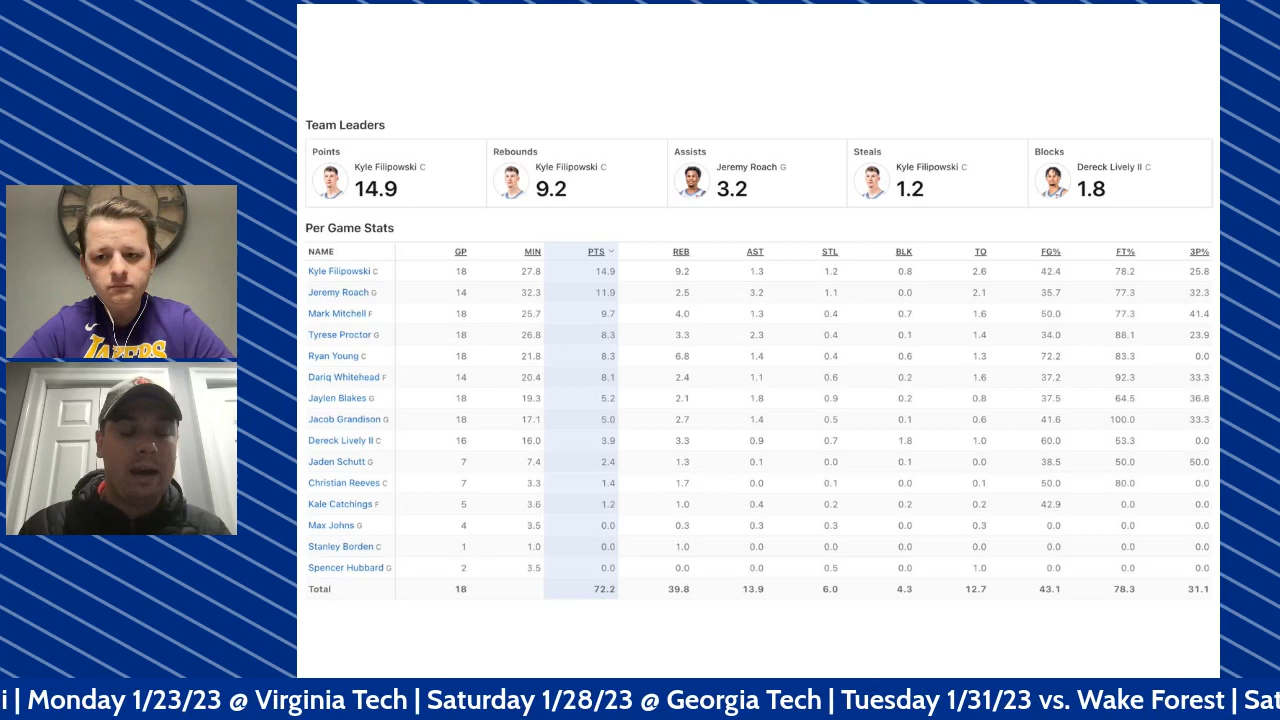 Team Leaders
Points Rebounds Assists Steals Blocks
Kyle Filipowski C Kyle Filipowski C Jeremy Roach G Kyle Filipowski C Dereck Lively II C
14.9 9.2 3.2 1.2 1.8
Per Game Stats
NAME GP MIN PTS REB AST STL BLK TO FG% FT% 3P%
Kyle Filipowski C 18 27.8 14.9 9.2 1.3 1.2 0.8 2.6 42.4 78.2 25.8
Jeremy Roach G 14 32.3 11.9 2.5 3.2 1.1 0.0 2.1 35.7 77.3 32.3
Mark Mitchell F 18 25.7 9.7 4.0 1.3 0.4 0.7 1.6 50.0 77.3 41.4
Tyrese Proctor G 18 26.8 8.3 3.3 2.3 0.4 0.1 1.4 34.0 88.1 23.9
Ryan Young C 18 21.8 8.3 6.8 1.4 0.4 0.6 1.3 72.2 83.3 0.0
Dariq Whitehead F 14 20.4 8.1 2.4 1.1 0.6 0.2 1.6 37.2 92.3 33.3
Jaylen Blakes G 18 19.3 5.2 2.1 1.8 0.9 0.2 0.8 37.5 64.5 36.8
Jacob Grandison G 18 17.1 5.0 2.7 1.4 0.5 0.1 0.6 41.6 100.0 33.3
Dereck Lively II C 16 16.0 3.9 3.3 0.9 0.7 1.8 1.0 60.0 53.3 0.0
Jaden Schutt G 7 7.4 2.4 1.3 0.1 0.0 0.1 0.0 38.5 50.0 50.0
Christian Reeves C 7 3.3 1.4 1.7 0.0 0.1 0.0 0.1 50.0 80.0 0.0
Kale Catchings F 5 3.6 1.2 1.0 0.4 0.2 0.2 0.2 42.9 0.0 0.0
Max Johns G 4 3.5 0.0 0.3 0.3 0.3 0.0 0.3 0.0 0.0 0.0
Stanley Borden C 1 1.0 0.0 1.0 0.0 0.0 0.0 0.0 0.0 0.0 0.0
Spencer Hubbard G 2 3.5 0.0 0.0 0.0 0.5 0.0 1.0 0.0 0.0 0.0
Total 18 72.2 39.8 13.9 6.0 4.3 12.7 43.1 78.3 31.1
LAKERS
i | Monday 1/23/23 @ Virginia Tech | Saturday 1/28/23 @ Georgia Tech | Tuesday 1/31/23 vs. Wake Forest | Sat